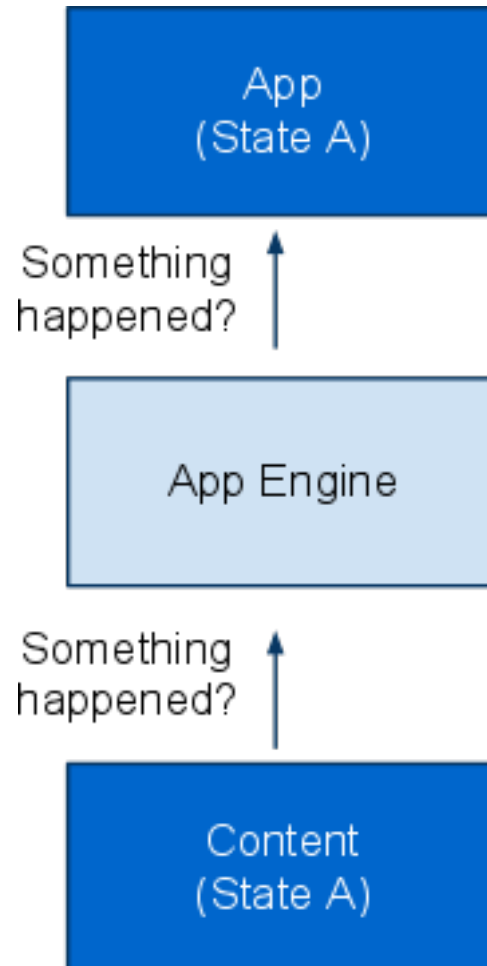 App
(State A)
Something
happened?
App Engine
Something
happened?
Content
(State A)